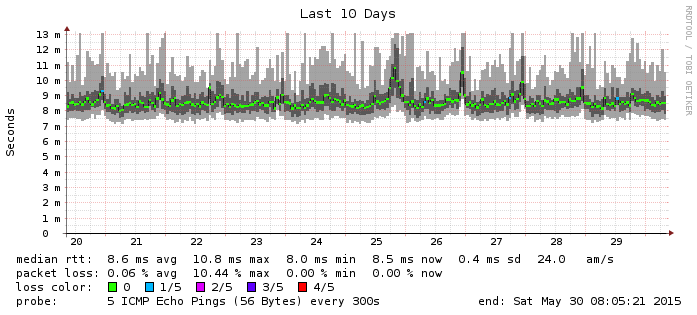 Last 10 Days
RRDTOOL / TOBI OETIKER
Seconds
13 m
12 m
11 m
10 m
9 m
8 m
7 m
6 m
5 m
4 m
3 m
2 m
1 m
0
20 21 22 23 24 25 26 27 28 29
median rtt: 8.6 ms avg 10.8 ms max 8.0 ms min 8.5 ms now 0.4 ms sd 24.0 am/s
packet loss: 0.06 % avg 10.44 % max 0.00 % min 0.00 % now
loss color: 0 1/5 2/5 3/5 4/5
probe: 5 ICMP Echo Pings (56 Bytes) every 300s end: Sat May 30 08:05:21 2015